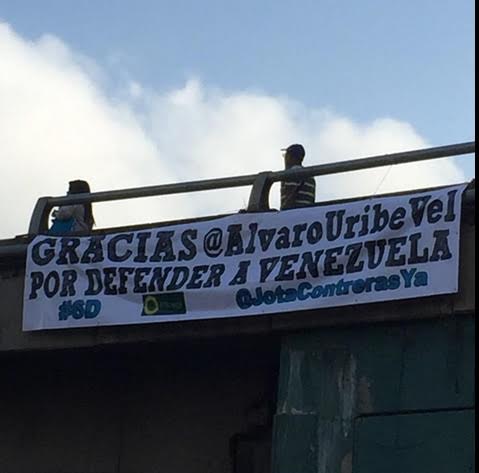 GRACIAS @AlvaroUribeVel
POR DEFENDER A VENEZUELA
#6D @JotaContrerasYa